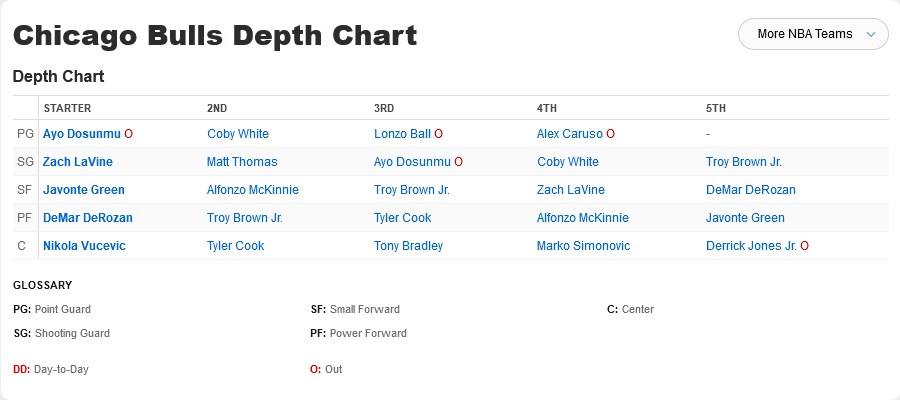 Chicago Bulls Depth Chart
More NBA Teams
Depth Chart
STARTER 2ND 3RD 4TH 5TH
PG Ayo Dosunmu O Coby White Lonzo Ball O Alex Caruso O -
SG Zach LaVine Matt Thomas Ayo Dosunmu O Coby White Troy Brown Jr.
SF Javonte Green Alfonzo McKinnie Troy Brown Jr. Zach LaVine DeMar DeRozan
PF DeMar DeRozan Troy Brown Jr. Tyler Cook Alfonzo McKinnie Javonte Green
C Nikola Vucevic Tyler Cook Tony Bradley Marko Simonovic Derrick Jones Jr. O
GLOSSARY
PG: Point Guard SF: Small Forward C: Center
SG: Shooting Guard PF: Power Forward
DD: Day-to-Day O: Out